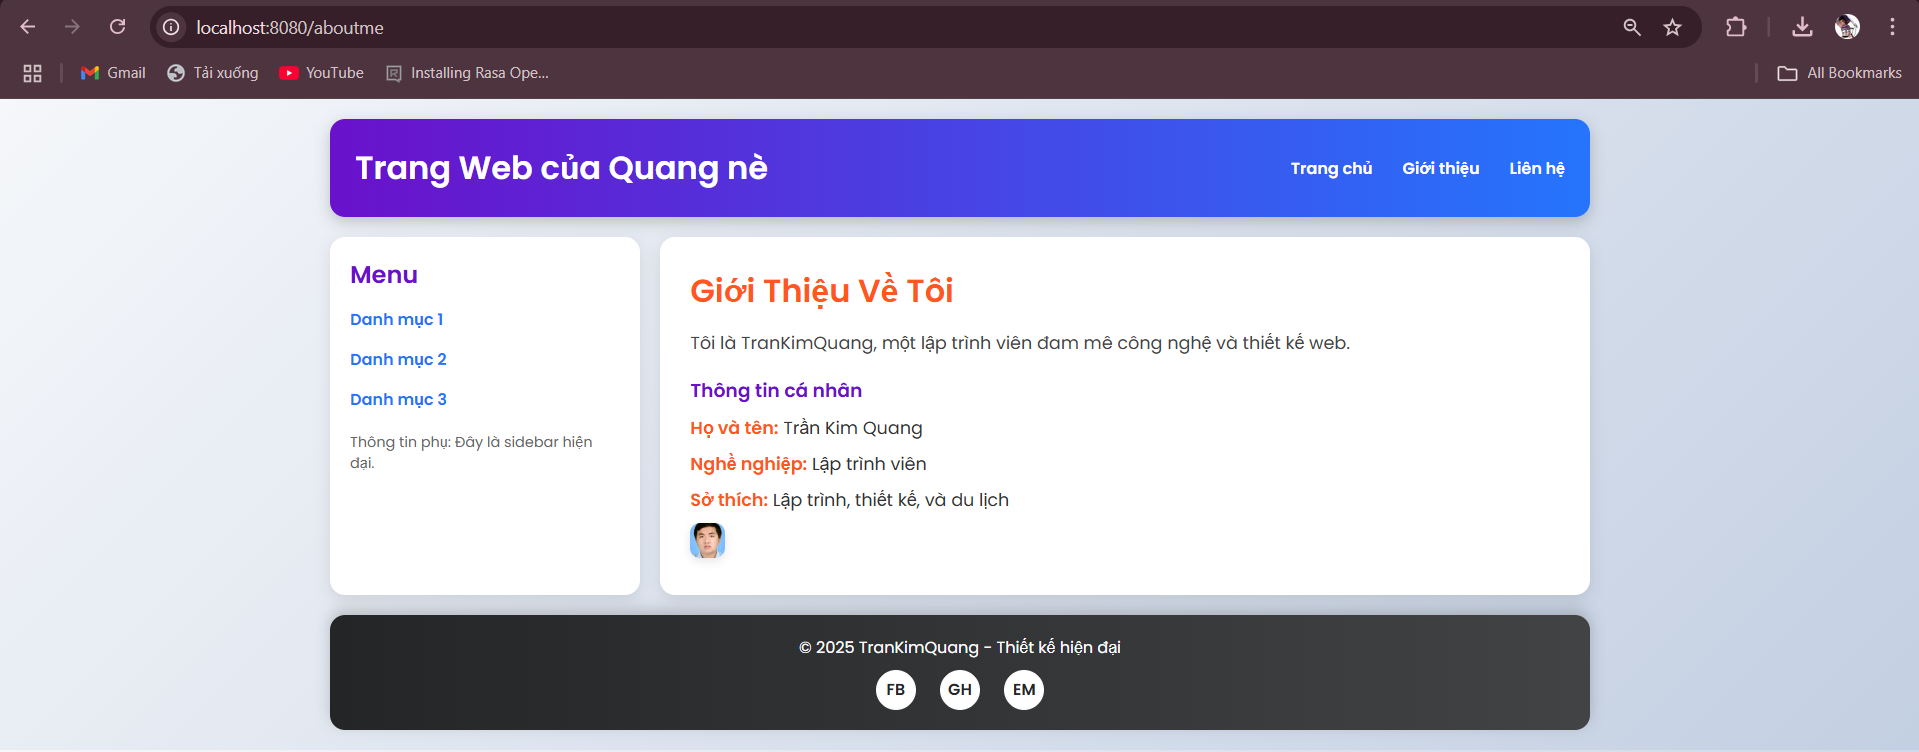 localhost:8080/aboutme
Gmail
Tải xuống
YouTube
Installing Rasa Ope...
All Bookmarks
Trang Web của Quang nè
Trang chủ
Giới thiệu
Liên hệ
Menu
Danh mục 1
Danh mục 2
Danh mục 3
Thông tin phụ: Đây là sidebar hiện
đại.
Giới Thiệu Về Tôi
Tôi là TranKimQuang, một lập trình viên đam mê công nghệ và thiết kế web.
Thông tin cá nhân
Họ và tên: Trần Kim Quang
Nghề nghiệp: Lập trình viên
Sở thích: Lập trình, thiết kế, và du lịch
© 2025 TranKimQuang - Thiết kế hiện đại
FB GH EM